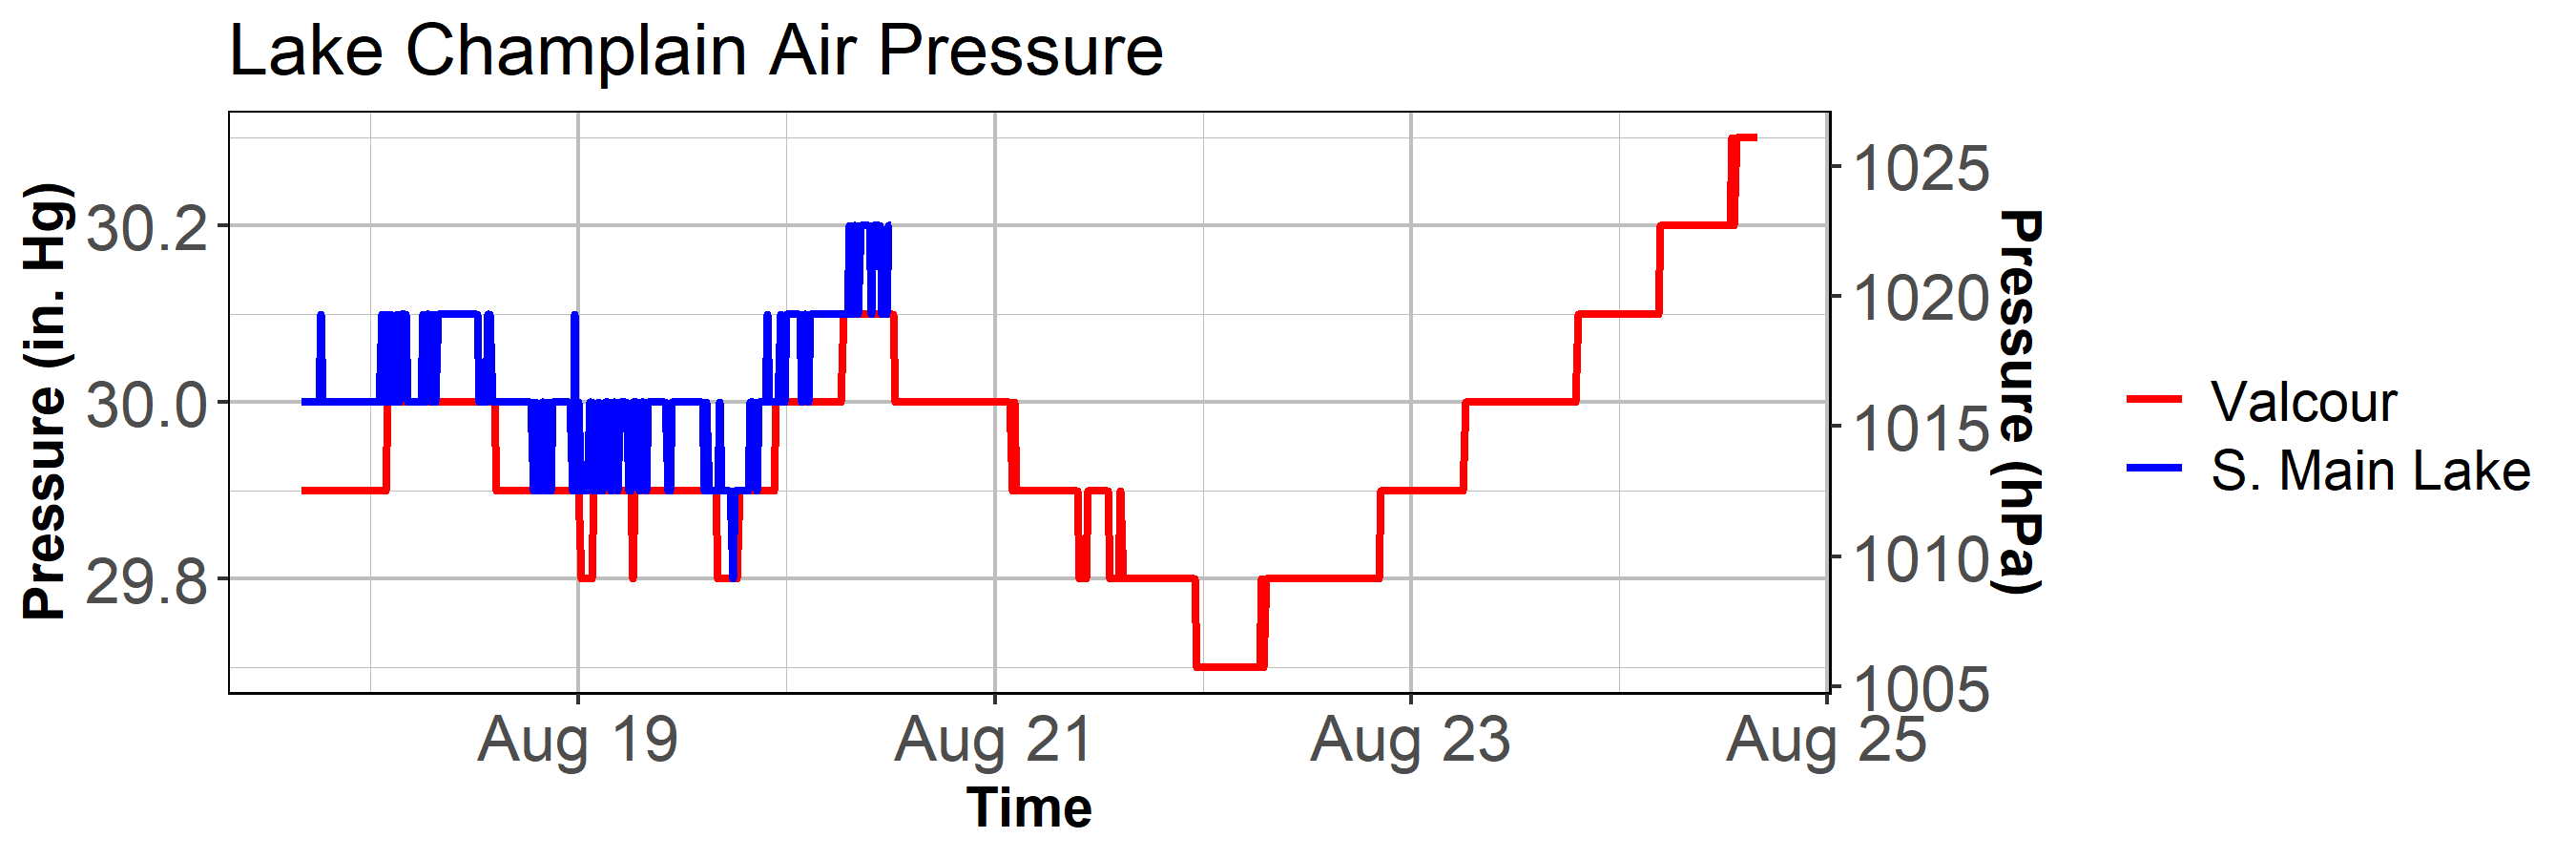 Lake Champlain Air Pressure
Pressure (in. Hg)
30.2
30.0
29.8
1025
1020
1015
1010
1005
Pressure (hPa)
Aug 19
Aug 21
Aug 23
Aug 25
Time
Valcour
S. Main Lake